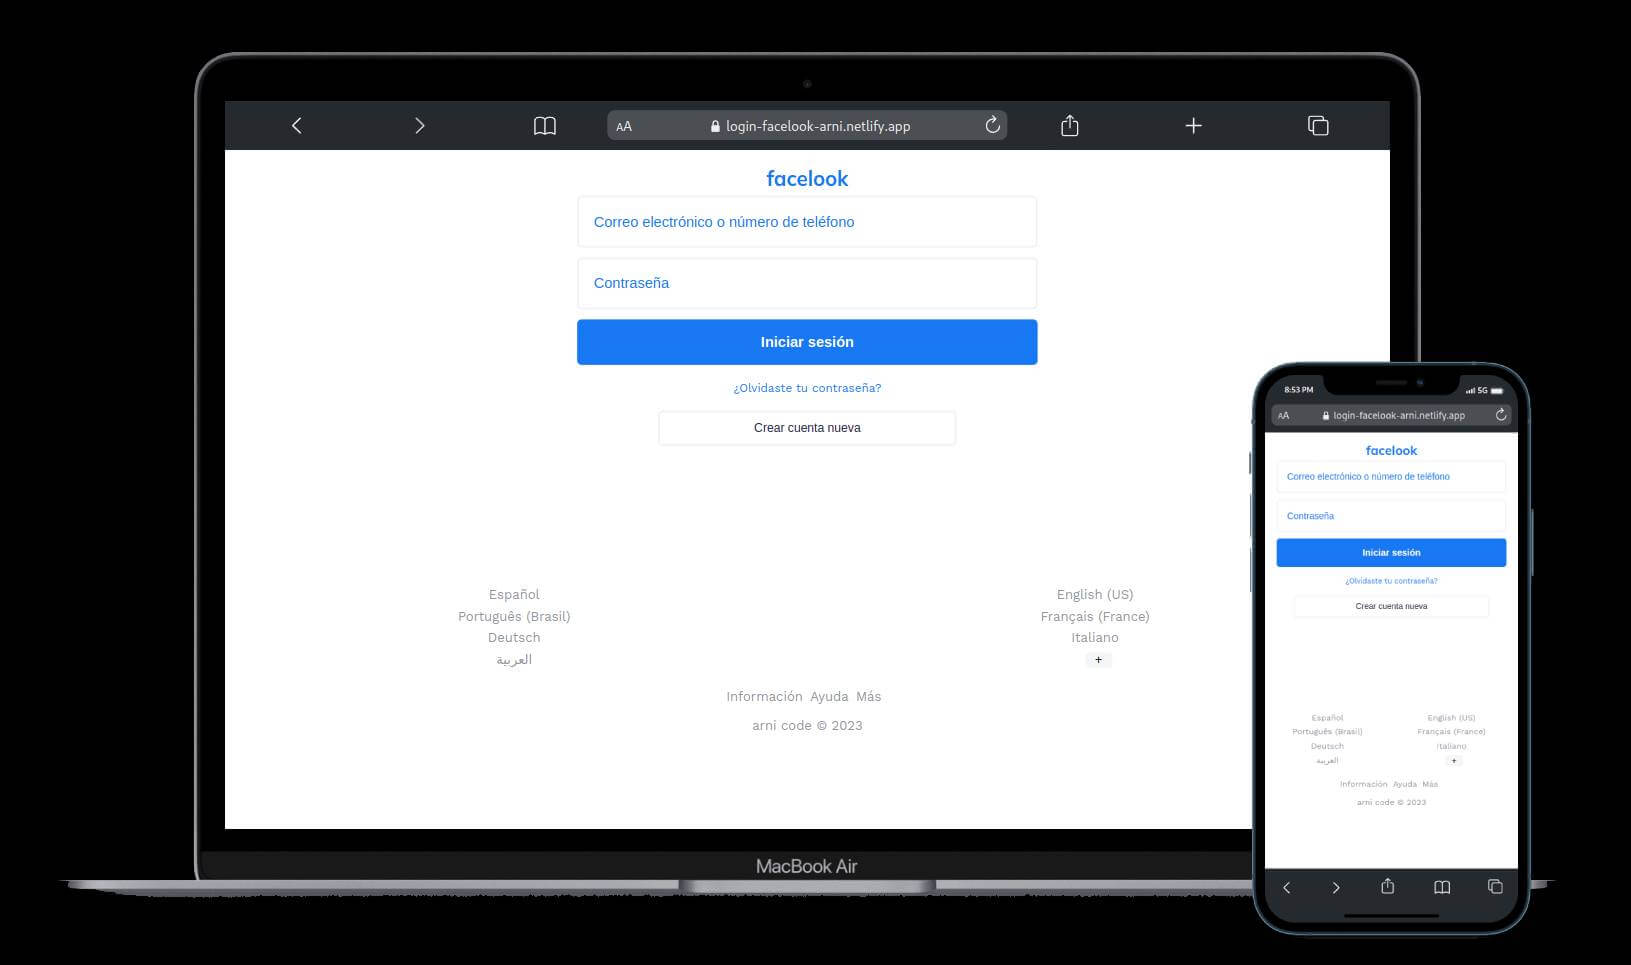 AA login-facelook-arni.netlify.app
facelook
Correo electrónico o número de teléfono
Contraseña
Iniciar sesión
¿Olvidaste tu contraseña?
Crear cuenta nueva
Español
English (US)
Português (Brasil)
Français (France)
Deutsch
Italiano
العربية
+
Información Ayuda Más
arni code © 2023
MacBook Air
8:53 PM
5G
AA login-facelook-arni.netlify.app
facelook
Correo electrónico o número de teléfono
Contraseña
Iniciar sesión
¿Olvidaste tu contraseña?
Crear cuenta nueva
Español
English (US)
Português (Brasil)
Français (France)
Deutsch
Italiano
العربية
+
Información Ayuda Más
arni code © 2023